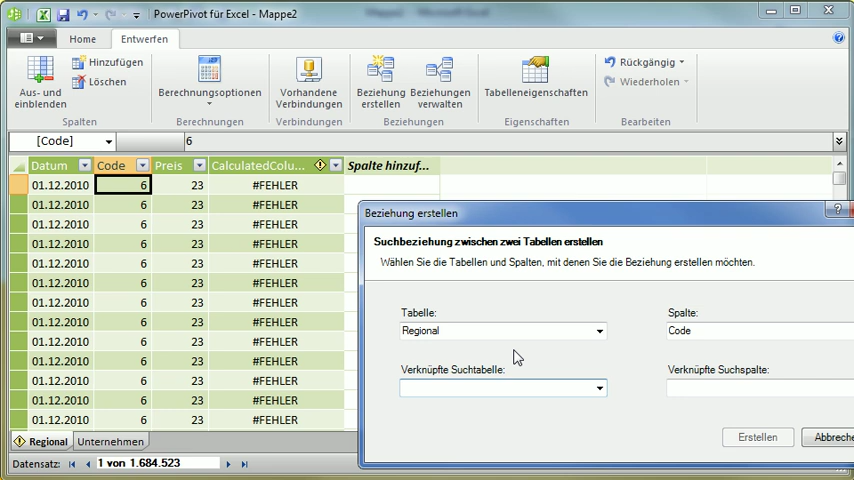 PowerPivot für Excel - Mappe2
Home Entwerfen
Aus- und einblenden
Hinzufügen
Löschen
Spalten
Berechnungsoptionen
Berechnungen
Vorhandene Verbindungen
Verbindungen
Beziehung erstellen
Beziehungen verwalten
Beziehungen
Tabelleneigenschaften
Eigenschaften
Rückgängig
Wiederholen
Bearbeiten
[Code] 6
Datum Code Preis CalculatedColu... Spalte hinzuf...
01.12.2010 6 23 #FEHLER
01.12.2010 6 23 #FEHLER
01.12.2010 6 23 #FEHLER
01.12.2010 6 23 #FEHLER
01.12.2010 6 23 #FEHLER
01.12.2010 6 23 #FEHLER
01.12.2010 6 23 #FEHLER
01.12.2010 6 23 #FEHLER
01.12.2010 6 23 #FEHLER
01.12.2010 6 23 #FEHLER
01.12.2010 6 23 #FEHLER
01.12.2010 6 23 #FEHLER
01.12.2010 6 23 #FEHLER
Regional Unternehmen
Datensatz: 1 von 1.684.523
Beziehung erstellen
Suchbeziehung zwischen zwei Tabellen erstellen
Wählen Sie die Tabellen und Spalten, mit denen Sie die Beziehung erstellen möchten.
Tabelle: Spalte:
Regional Code
Verknüpfte Suchtabelle: Verknüpfte Suchspalte:
Erstellen Abbreche